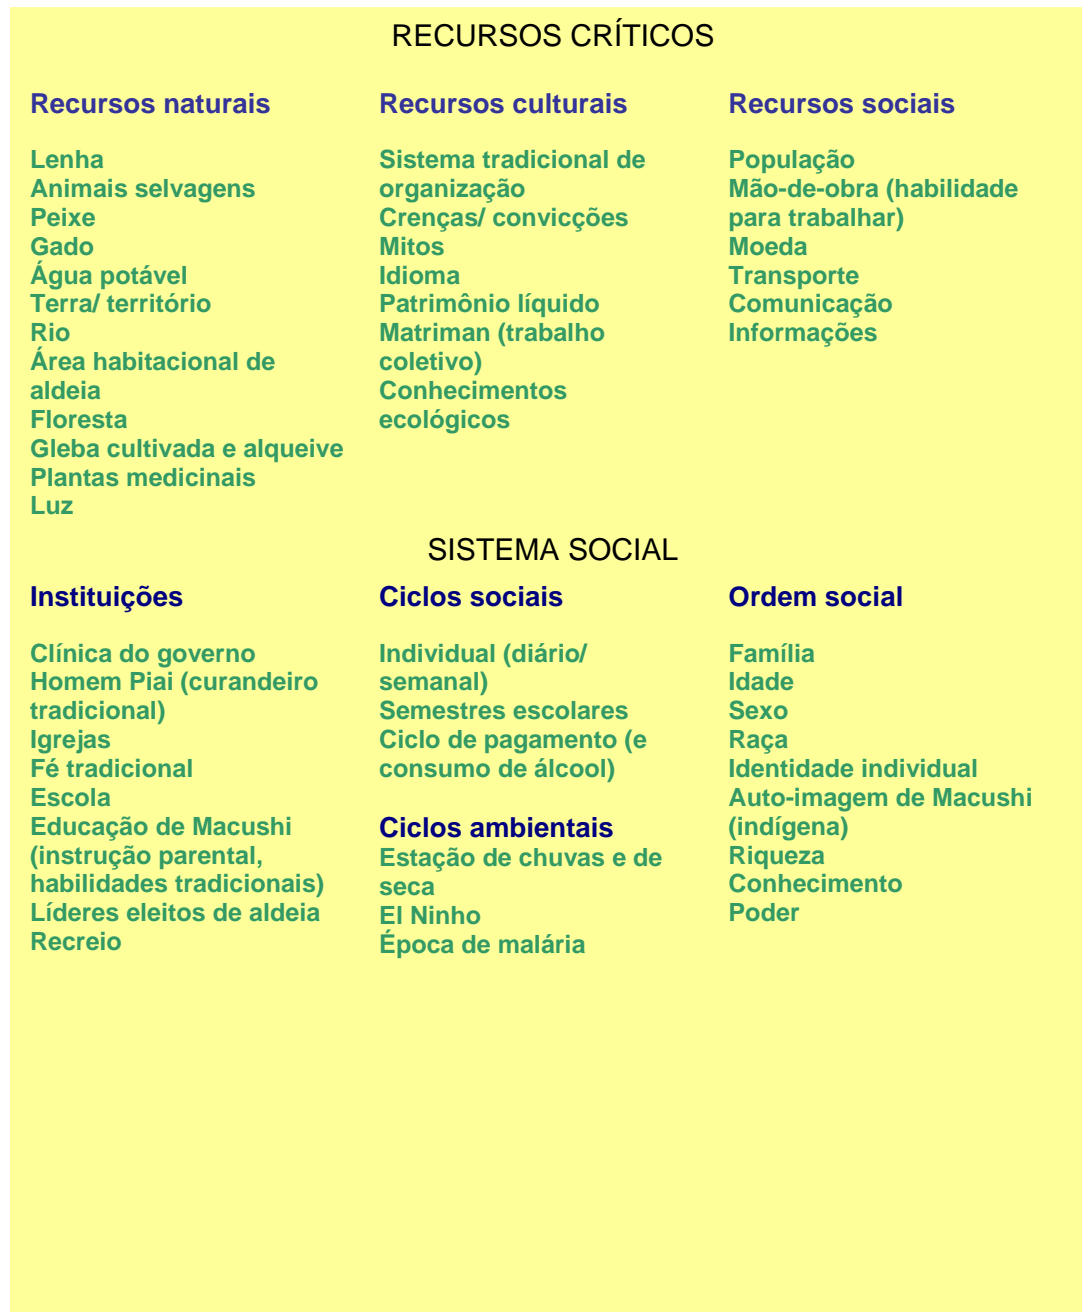 RECURSOS CRÍTICOS
Recursos naturais
Lenha
Animais selvagens
Peixe
Gado
Água potável
Terra/ território
Rio
Área habitacional de
aldeia
Floresta
Gleba cultivada e alqueive
Plantas medicinais
Luz
Recursos culturais
Sistema tradicional de
organização
Crenças/ convicções
Mitos
Idioma
Patrimônio líquido
Matriman (trabalho
coletivo)
Conhecimentos
ecológicos
Recursos sociais
População
Mão-de-obra (habilidade
para trabalhar)
Moeda
Transporte
Comunicação
Informações
SISTEMA SOCIAL
Instituições
Clínica do governo
Homem Piai (curandeiro
tradicional)
Igrejas
Fé tradicional
Escola
Educação de Macushi
(instrução parental,
habilidades tradicionais)
Líderes eleitos de aldeia
Recreio
Ciclos sociais
Individual (diário/
semanal)
Semestres escolares
Ciclo de pagamento (e
consumo de álcool)
Ciclos ambientais
Estação de chuvas e de
seca
El Ninho
Época de malária
Ordem social
Família
Idade
Sexo
Raça
Identidade individual
Auto-imagem de Macushi
(indígena)
Riqueza
Conhecimento
Poder